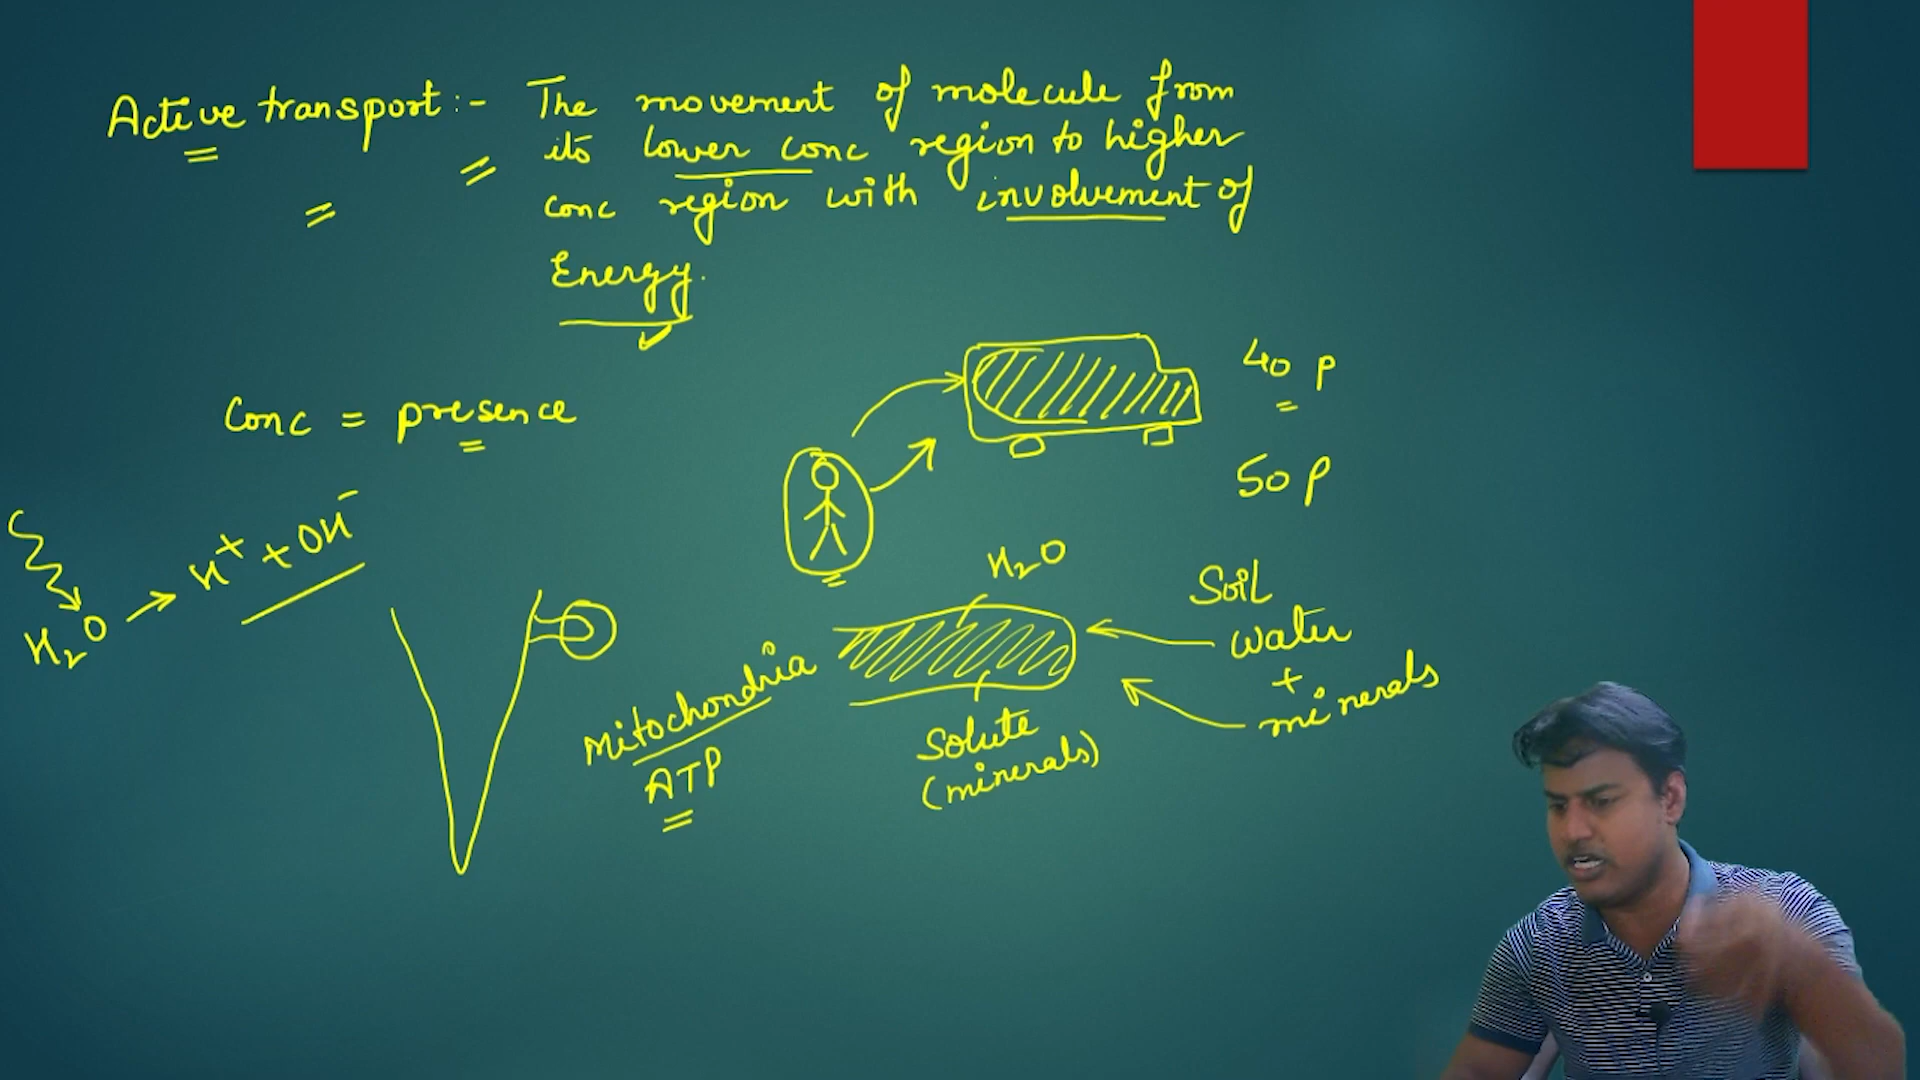 Active transport :- The movement of molecule from
its lower conc region to higher
conc region with involvement of
Energy.
Conc = presence
40 P
50 P
H₂O → H⁺ + OH⁻
H₂O
Soil
water
+
minerals
Mitochondria
ATP
Solute
(minerals)